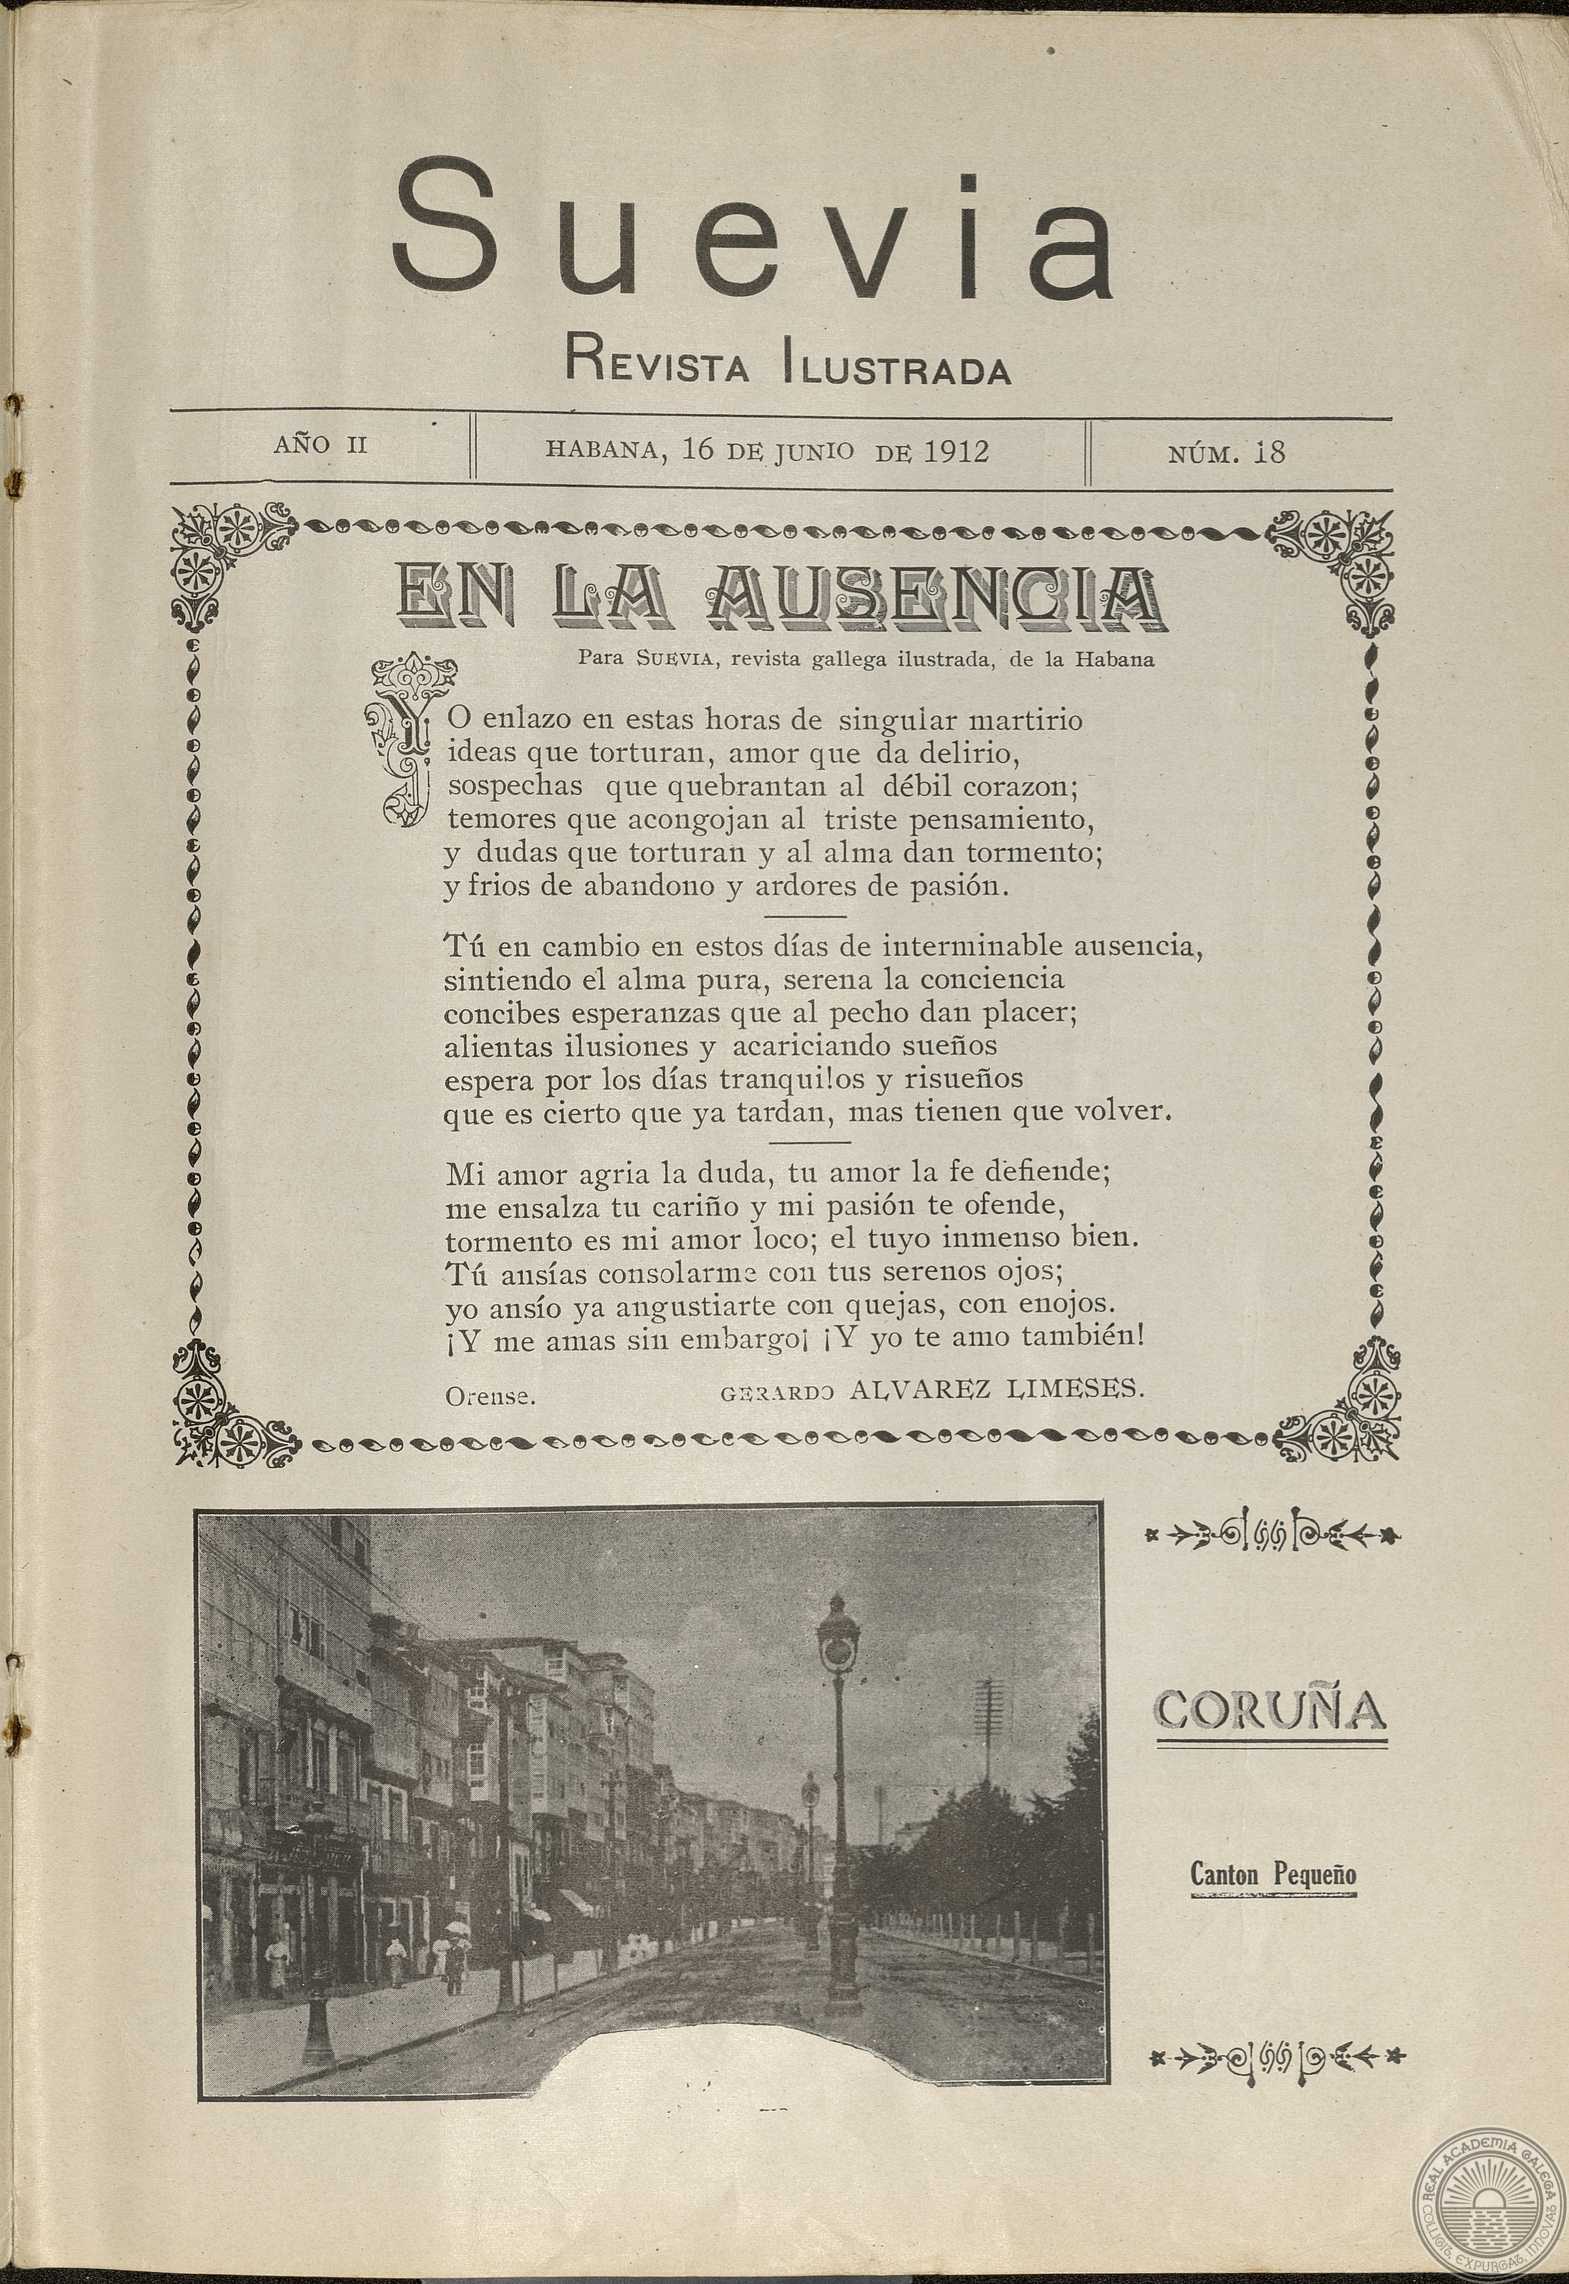 Suevia
REVISTA ILUSTRADA
AÑO II
HABANA, 16 DE JUNIO DE 1912
NÚM. 18
EN LA AUSENCIA
Para SUEVIA, revista gallega ilustrada, de la Habana
YO enlazo en estas horas de singular martirio
ideas que torturan, amor que da delirio,
sospechas que quebrantan al débil corazon;
temores que acongojan al triste pensamiento,
y dudas que torturan y al alma dan tormento;
y frios de abandono y ardores de pasión.
Tú en cambio en estos días de interminable ausencia,
sintiendo el alma pura, serena la conciencia
concibes esperanzas que al pecho dan placer;
alientas ilusiones y acariciando sueños
espera por los días tranqui!os y risueños
que es cierto que ya tardan, mas tienen que volver.
Mi amor agria la duda, tu amor la fe defiende;
me ensalza tu cariño y mi pasión te ofende,
tormento es mi amor loco; el tuyo inmenso bien.
Tú ansías consolarme con tus serenos ojos;
yo ansío ya angustiarte con quejas, con enojos.
¡Y me amas sin embargo¡ ¡Y yo te amo también!
Orense.
GERARDO ALVAREZ LIMESES.
CORUÑA
Canton Pequeño
REAL ACADEMIA GALEGA
COLLIGIT, EXPURGAT, INNOVAT